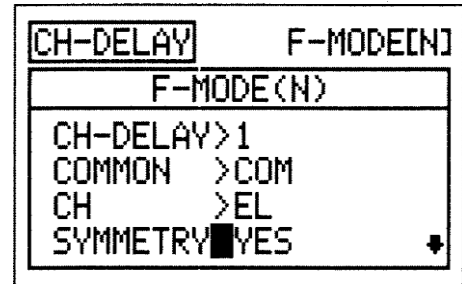 CH-DELAY F-MODE[N]
F-MODE(N)
CH-DELAY>1
COMMON >COM
CH >EL
SYMMETRY YES